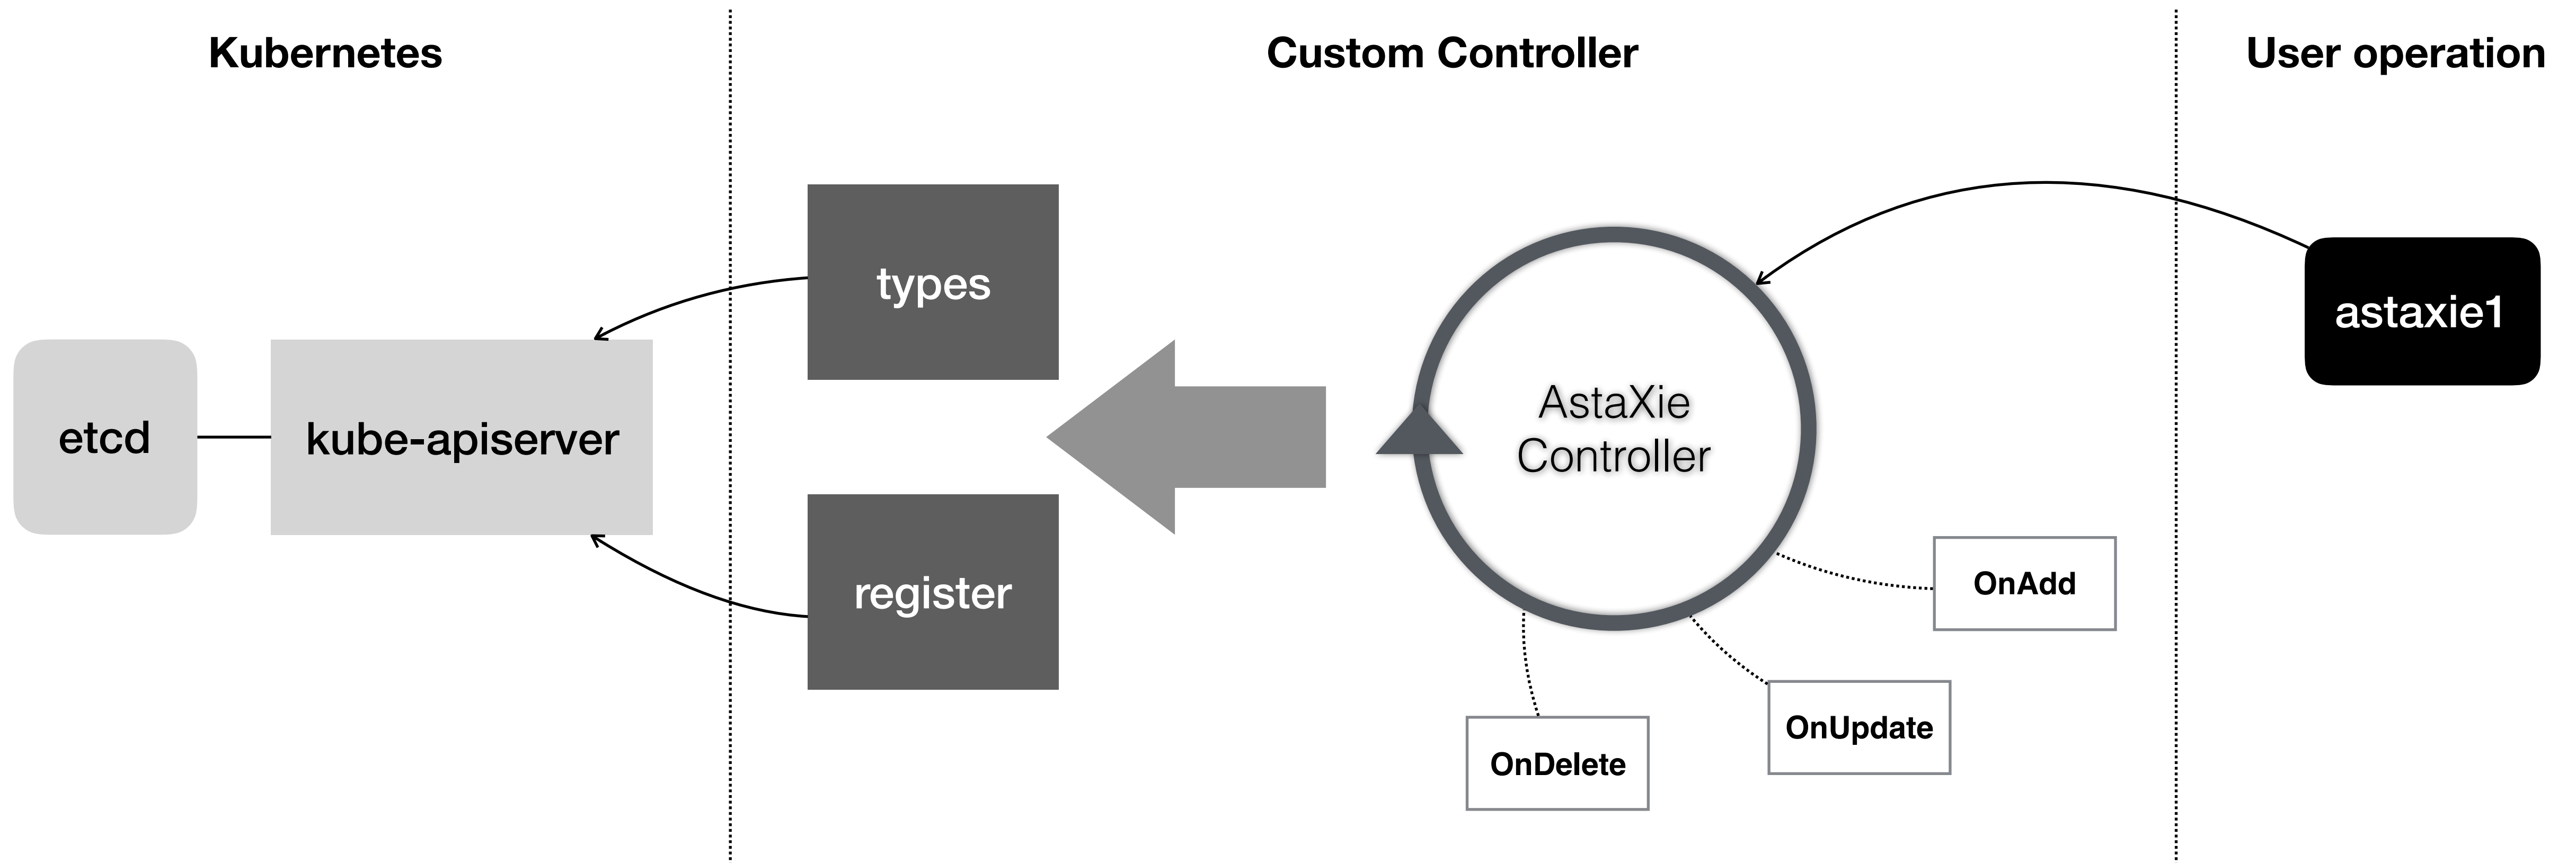 Kubernetes
Custom Controller
User operation
etcd
kube-apiserver
types
register
AstaXie
Controller
astaxie1
OnAdd
OnUpdate
OnDelete